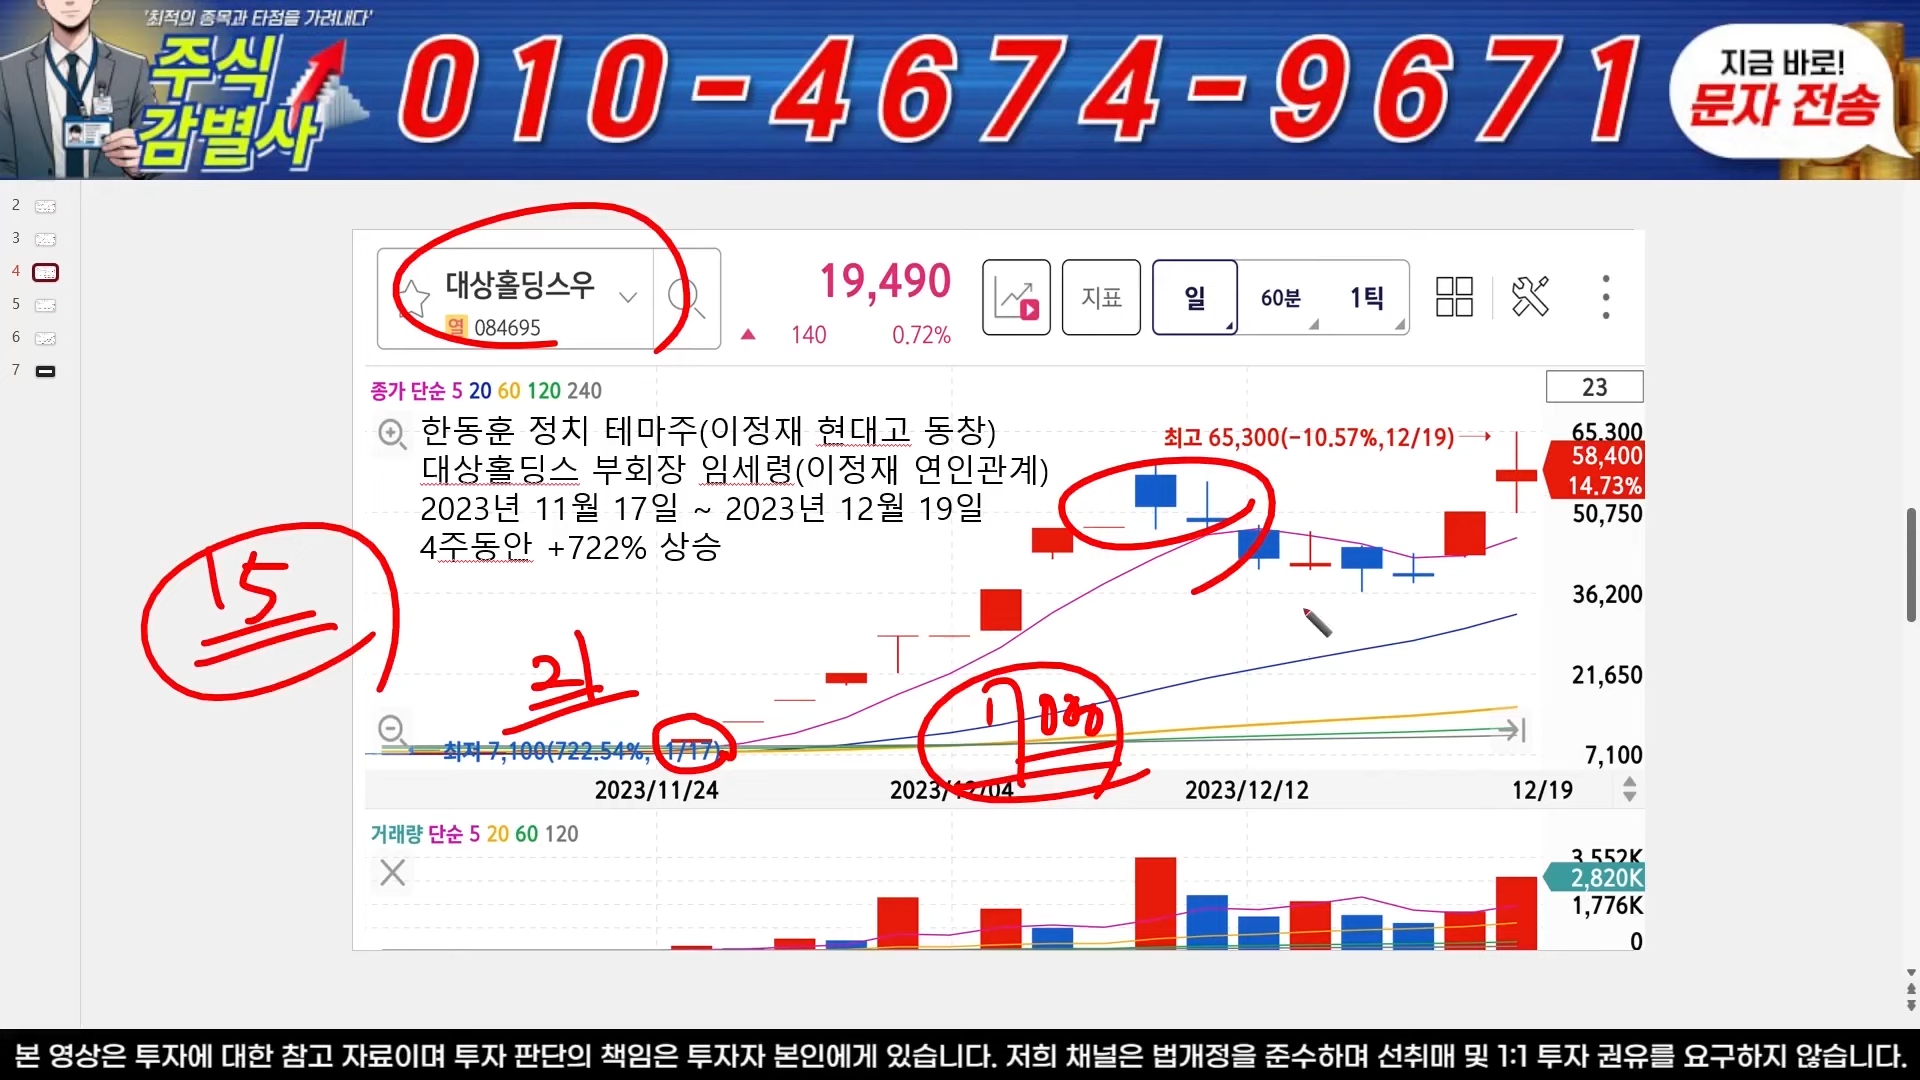 '최적의 종목과 타점을 가려내다'
주식
감별사
010-4674-9671
지금 바로!
문자 전송
2
3
4
5
6
7
대상홀딩스우
열 084695
19,490
▲ 140 0.72%
지표
일 60분 1틱
종가 단순 5 20 60 120 240
23
한동훈 정치 테마주(이정재 현대고 동창)
대상홀딩스 부회장 임세령(이정재 연인관계)
2023년 11월 17일 ~ 2023년 12월 19일
4주동안 +722% 상승
최고 65,300(-10.57%,12/19)
65,300
58,400
14.73%
50,750
36,200
21,650
7,100
15
21
최저 7,100(722.54%, 1/17)
2023/11/24 2023/12/04 2023/12/12 12/19
거래량 단순 5 20 60 120
3,552K
2,820K
1,776K
0
본 영상은 투자에 대한 참고 자료이며 투자 판단의 책임은 투자자 본인에게 있습니다. 저희 채널은 법개정을 준수하며 선취매 및 1:1 투자 권유를 요구하지 않습니다.